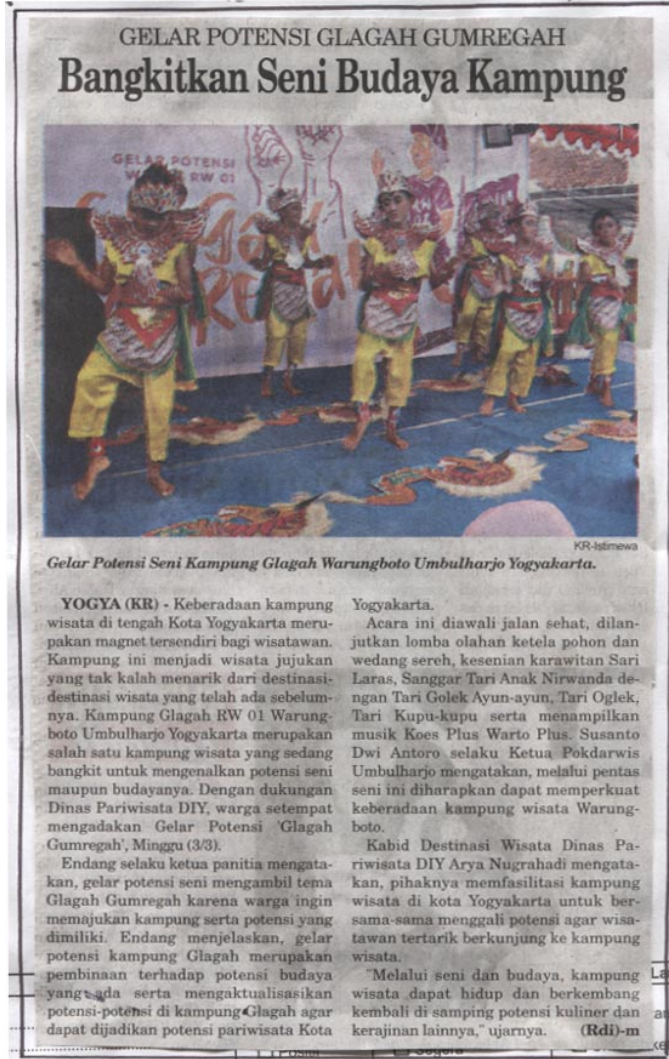 GELAR POTENSI GLAGAH GUMREGAH
Bangkitkan Seni Budaya Kampung
GELAR POTENSI
RW 01
KR-Istimewa
Gelar Potensi Seni Kampung Glagah Warungboto Umbulharjo Yogyakarta.
YOGYA (KR) - Keberadaan kampung
wisata di tengah Kota Yogyakarta meru-
pakan magnet tersendiri bagi wisatawan.
Kampung ini menjadi wisata jujukan
yang tak kalah menarik dari destinasi-
destinasi wisata yang telah ada sebelum-
nya. Kampung Glagah RW 01 Warung-
boto Umbulharjo Yogyakarta merupakan
salah satu kampung wisata yang sedang
bangkit untuk mengenalkan potensi seni
maupun budayanya. Dengan dukungan
Dinas Pariwisata DIY, warga setempat
mengadakan Gelar Potensi 'Glagah
Gumregah', Minggu (3/3).
Endang selaku ketua panitia mengata-
kan, gelar potensi seni mengambil tema
Glagah Gumregah karena warga ingin
memajukan kampung serta potensi yang
dimiliki. Endang menjelaskan, gelar
potensi kampung Glagah merupakan
pembinaan terhadap potensi budaya
yang ada serta mengaktualisasikan
potensi-potensi di kampung Glagah agar
dapat dijadikan potensi pariwisata Kota
Yogyakarta.
Acara ini diawali jalan sehat, dilan-
jutkan lomba olahan ketela pohon dan
wedang sereh, kesenian karawitan Sari
Laras, Sanggar Tari Anak Nirwanda de-
ngan Tari Golek Ayun-ayun, Tari Oglek,
Tari Kupu-kupu serta menampilkan
musik Koes Plus Warto Plus. Susanto
Dwi Antoro selaku Ketua Pokdarwis
Umbulharjo mengatakan, melalui pentas
seni ini diharapkan dapat memperkuat
keberadaan kampung wisata Warung-
boto.
Kabid Destinasi Wisata Dinas Pa-
riwisata DIY Arya Nugrahadi mengata-
kan, pihaknya memfasilitasi kampung
wisata di kota Yogyakarta untuk ber-
sama-sama menggali potensi agar wisa-
tawan tertarik berkunjung ke kampung
wisata.
"Melalui seni dan budaya, kampung
wisata dapat hidup dan berkembang
kembali di samping potensi kuliner dan
kerajinan lainnya," ujarnya. (Rdi)-m